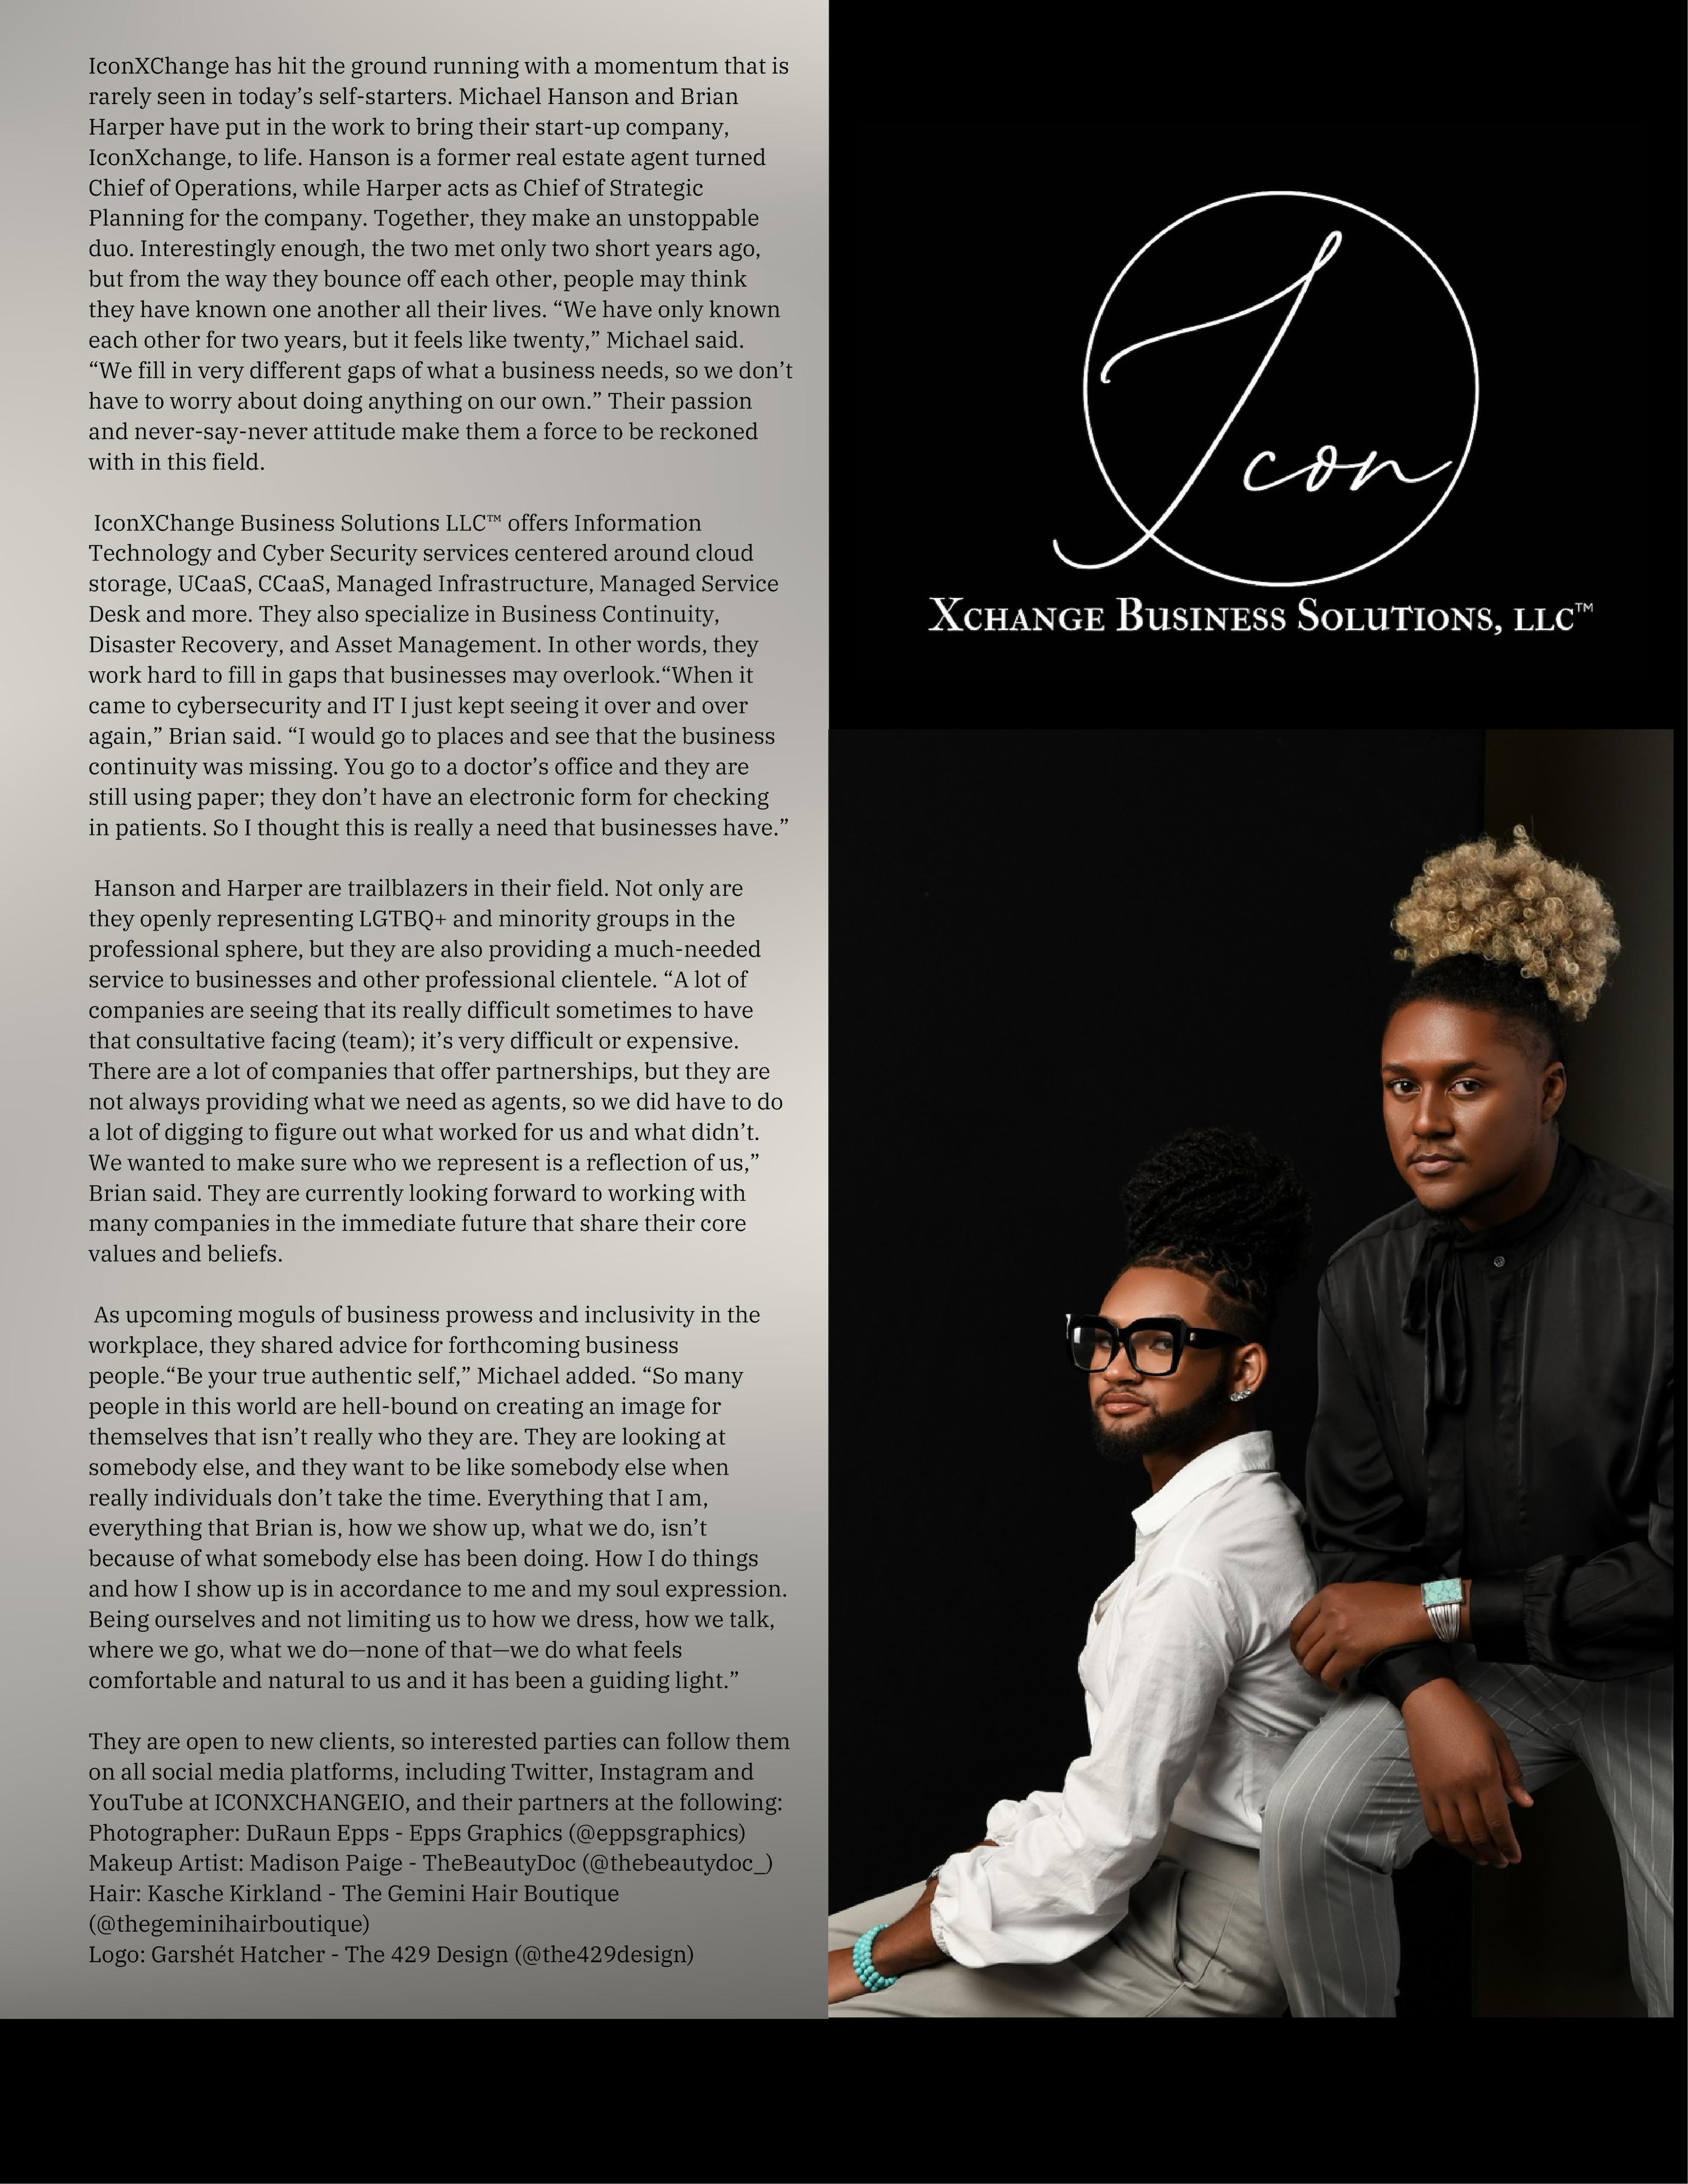 IconXChange has hit the ground running with a momentum that is
rarely seen in today’s self-starters. Michael Hanson and Brian
Harper have put in the work to bring their start-up company,
IconXchange, to life. Hanson is a former real estate agent turned
Chief of Operations, while Harper acts as Chief of Strategic
Planning for the company. Together, they make an unstoppable
duo. Interestingly enough, the two met only two short years ago,
but from the way they bounce off each other, people may think
they have known one another all their lives. “We have only known
each other for two years, but it feels like twenty,” Michael said.
“We fill in very different gaps of what a business needs, so we don’t
have to worry about doing anything on our own.” Their passion
and never-say-never attitude make them a force to be reckoned
with in this field.
IconXChange Business Solutions LLC™ offers Information
Technology and Cyber Security services centered around cloud
storage, UCaaS, CCaaS, Managed Infrastructure, Managed Service
Desk and more. They also specialize in Business Continuity,
Disaster Recovery, and Asset Management. In other words, they
work hard to fill in gaps that businesses may overlook.“When it
came to cybersecurity and IT I just kept seeing it over and over
again,” Brian said. “I would go to places and see that the business
continuity was missing. You go to a doctor’s office and they are
still using paper; they don’t have an electronic form for checking
in patients. So I thought this is really a need that businesses have.”
Hanson and Harper are trailblazers in their field. Not only are
they openly representing LGTBQ+ and minority groups in the
professional sphere, but they are also providing a much-needed
service to businesses and other professional clientele. “A lot of
companies are seeing that its really difficult sometimes to have
that consultative facing (team); it’s very difficult or expensive.
There are a lot of companies that offer partnerships, but they are
not always providing what we need as agents, so we did have to do
a lot of digging to figure out what worked for us and what didn’t.
We wanted to make sure who we represent is a reflection of us,”
Brian said. They are currently looking forward to working with
many companies in the immediate future that share their core
values and beliefs.
As upcoming moguls of business prowess and inclusivity in the
workplace, they shared advice for forthcoming business
people.“Be your true authentic self,” Michael added. “So many
people in this world are hell-bound on creating an image for
themselves that isn’t really who they are. They are looking at
somebody else, and they want to be like somebody else when
really individuals don’t take the time. Everything that I am,
everything that Brian is, how we show up, what we do, isn’t
because of what somebody else has been doing. How I do things
and how I show up is in accordance to me and my soul expression.
Being ourselves and not limiting us to how we dress, how we talk,
where we go, what we do—none of that—we do what feels
comfortable and natural to us and it has been a guiding light.”
They are open to new clients, so interested parties can follow them
on all social media platforms, including Twitter, Instagram and
YouTube at ICONXCHANGEIO, and their partners at the following:
Photographer: DuRaun Epps - Epps Graphics (@eppsgraphics)
Makeup Artist: Madison Paige - TheBeautyDoc (@thebeautydoc_)
Hair: Kasche Kirkland - The Gemini Hair Boutique
(@thegeminihairboutique)
Logo: Garshét Hatcher - The 429 Design (@the429design)
Icon
XCHANGE BUSINESS SOLUTIONS, LLC™